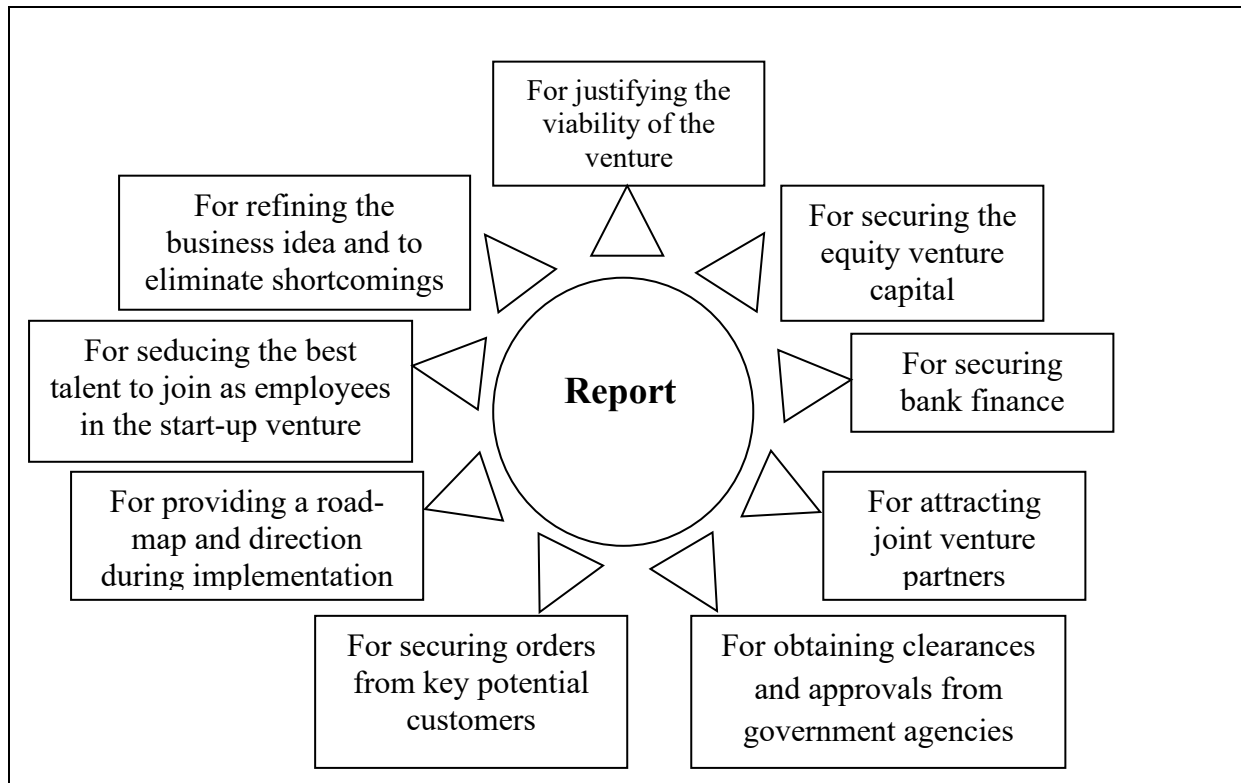 For justifying the
viability of the
venture
For refining the
business idea and to
eliminate shortcomings
For securing the
equity venture
capital
For seducing the best
talent to join as employees
in the start-up venture
Report
For securing
bank finance
For providing a road-
map and direction
during implementation
For attracting
joint venture
partners
For securing orders
from key potential
customers
For obtaining clearances
and approvals from
government agencies